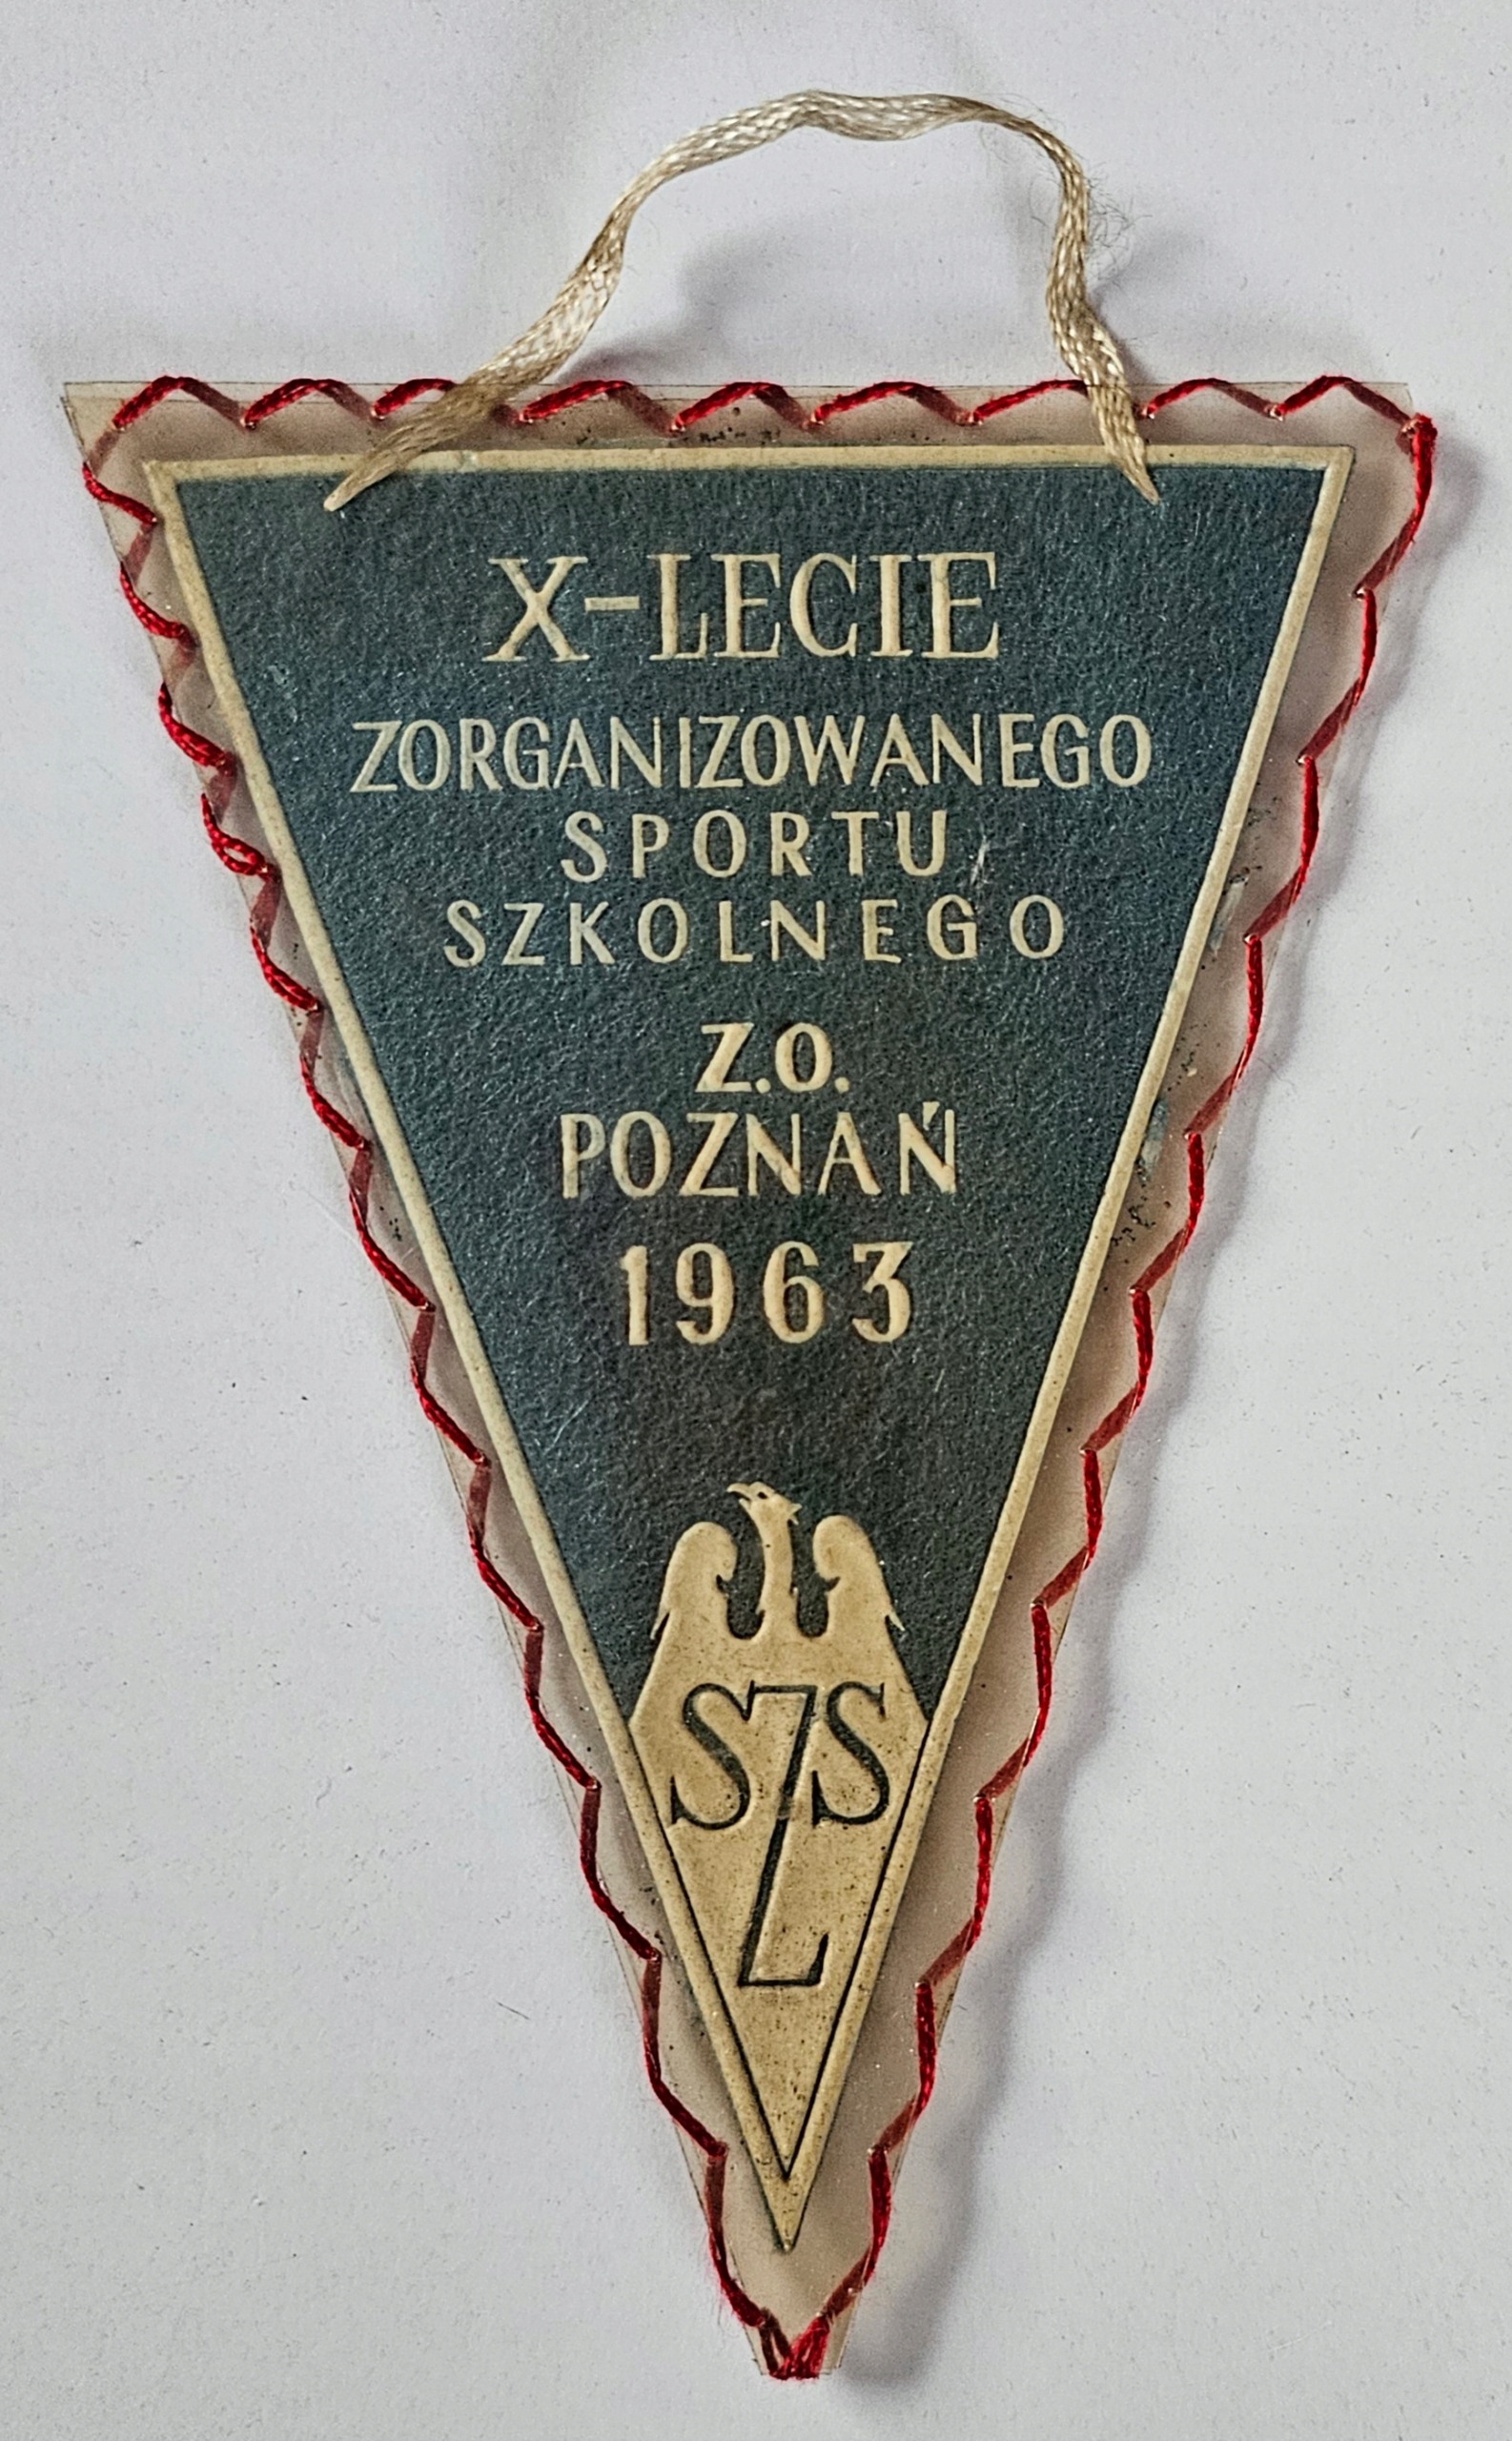 X-LECIE
ZORGANIZOWANEGO
SPORTU
SZKOLNEGO
Z.O.
POZNAŃ
1963
SZS